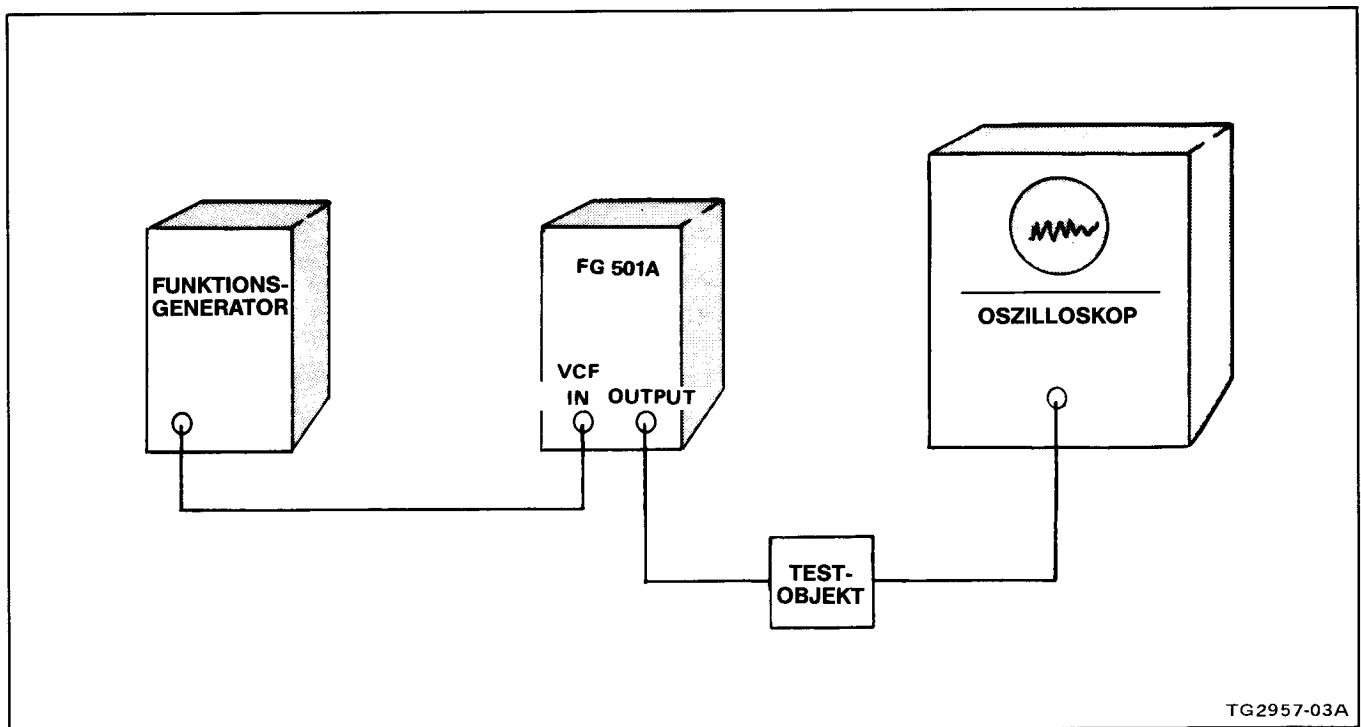 FUNKTIONS-
GENERATOR
FG 501A
VCF
IN OUTPUT
OSZILLOSKOP
TEST-
OBJEKT
TG2957-03A